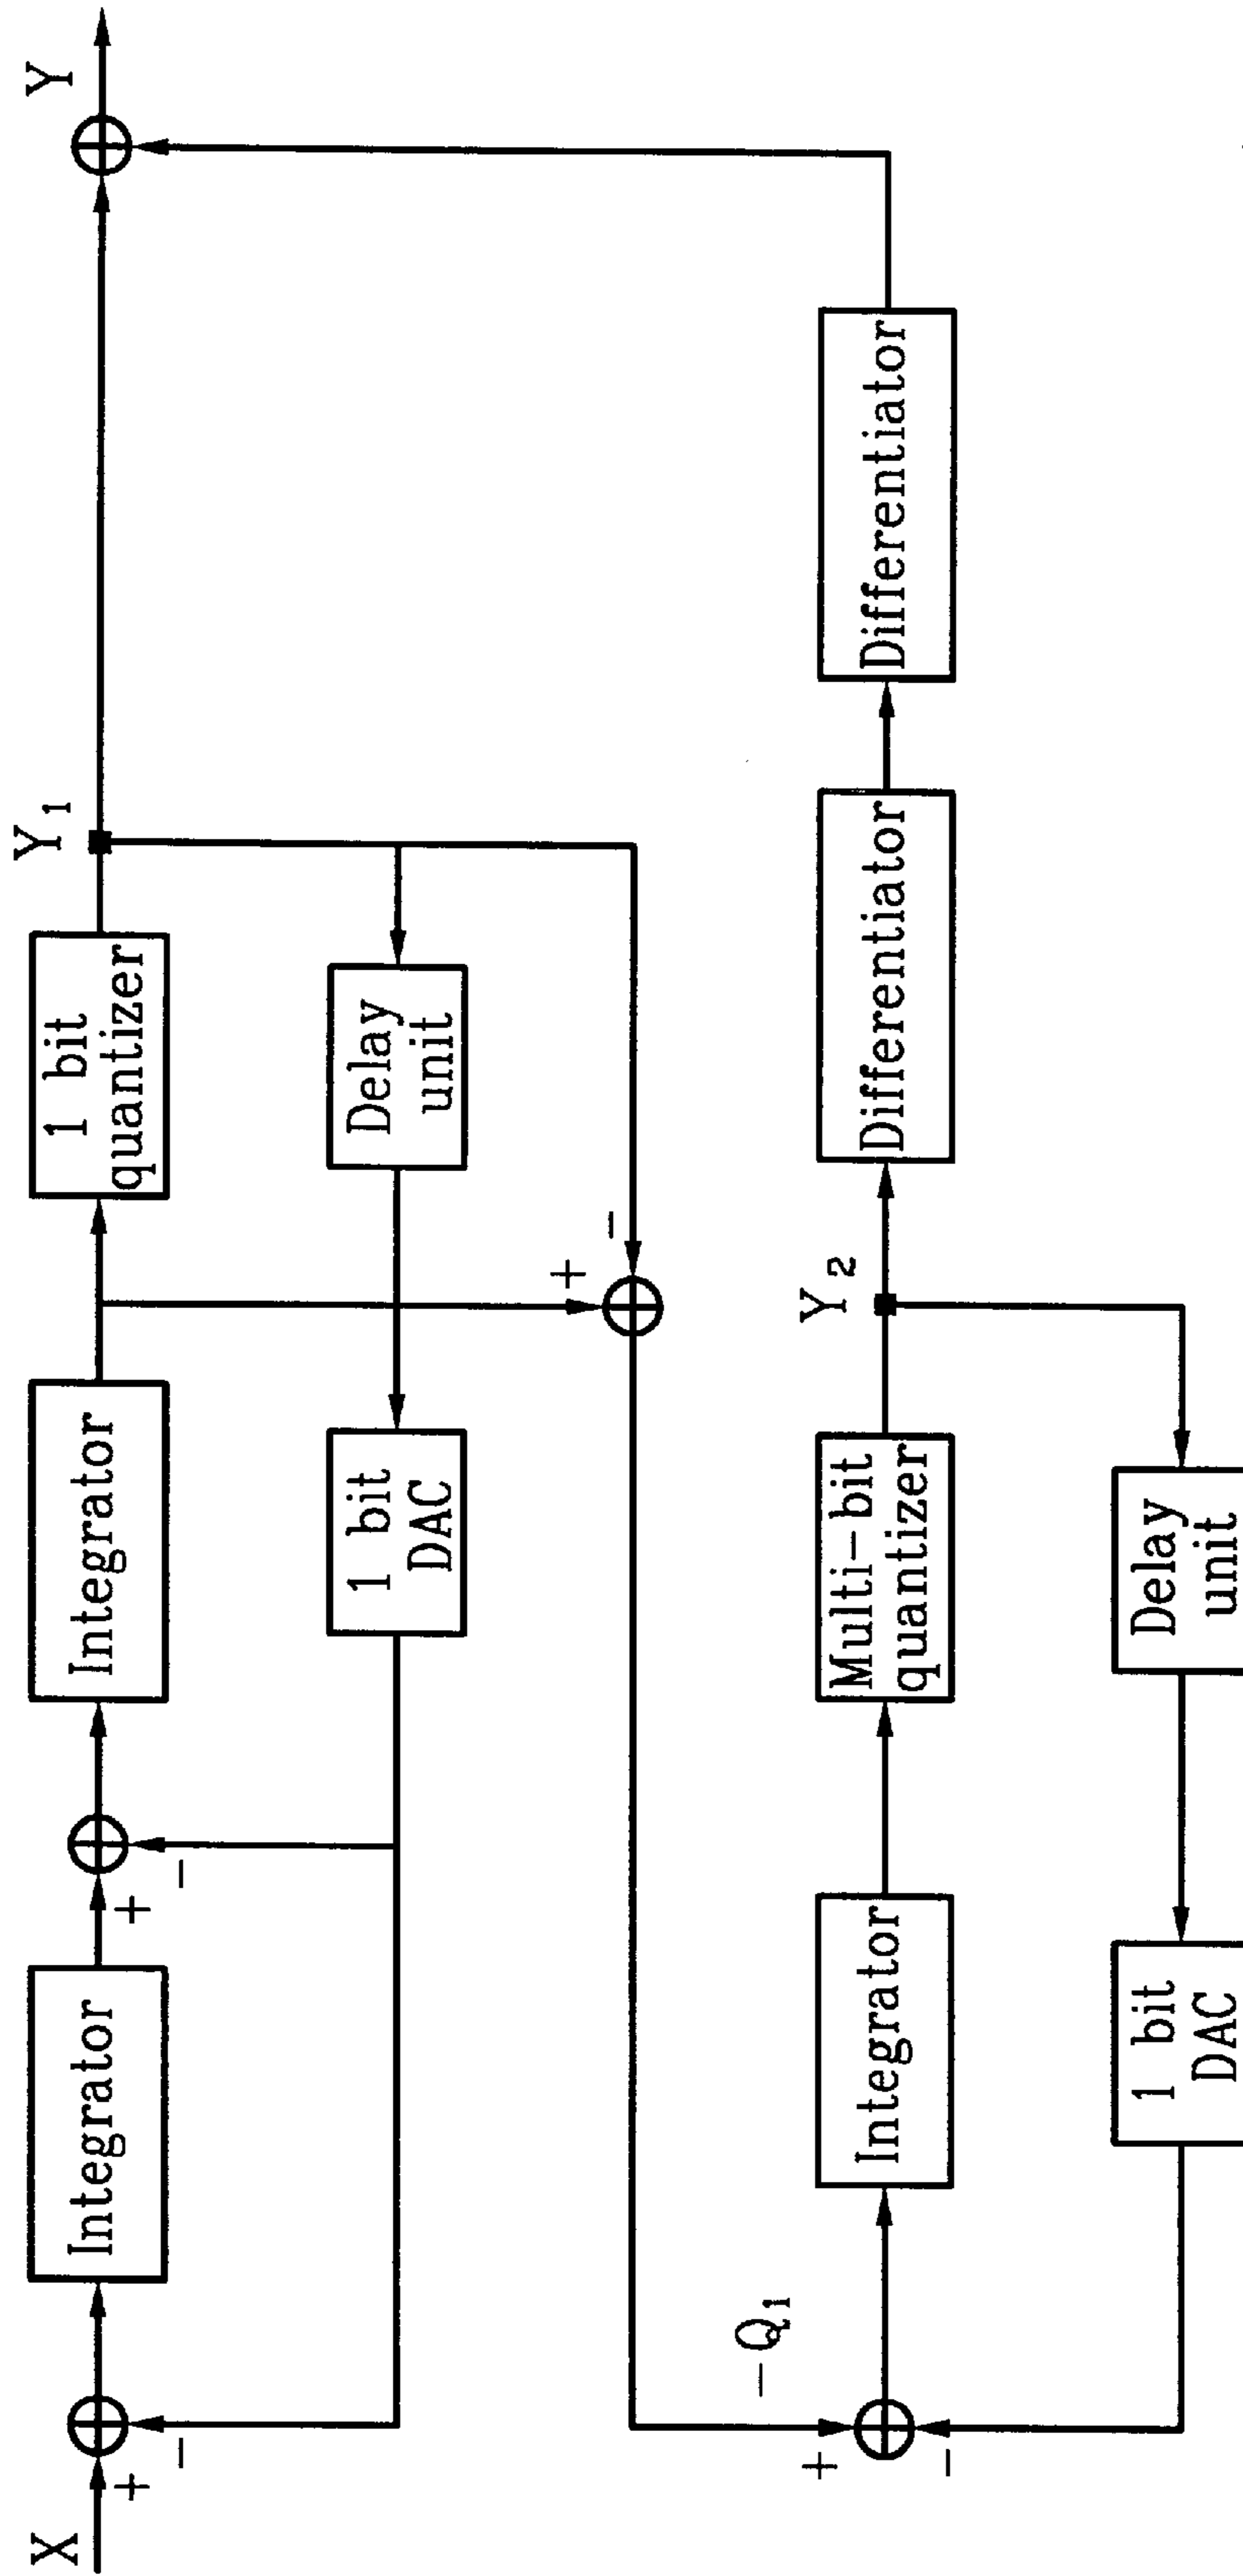 X
+
-
Integrator
+
-
Integrator
1 bit
quantizer
Y1
Y
1 bit
DAC
Delay
unit
+
-
-Q1
+
-
Integrator
Multi-bit
quantizer
Y2
Differentiator
Differentiator
1 bit
DAC
Delay
unit